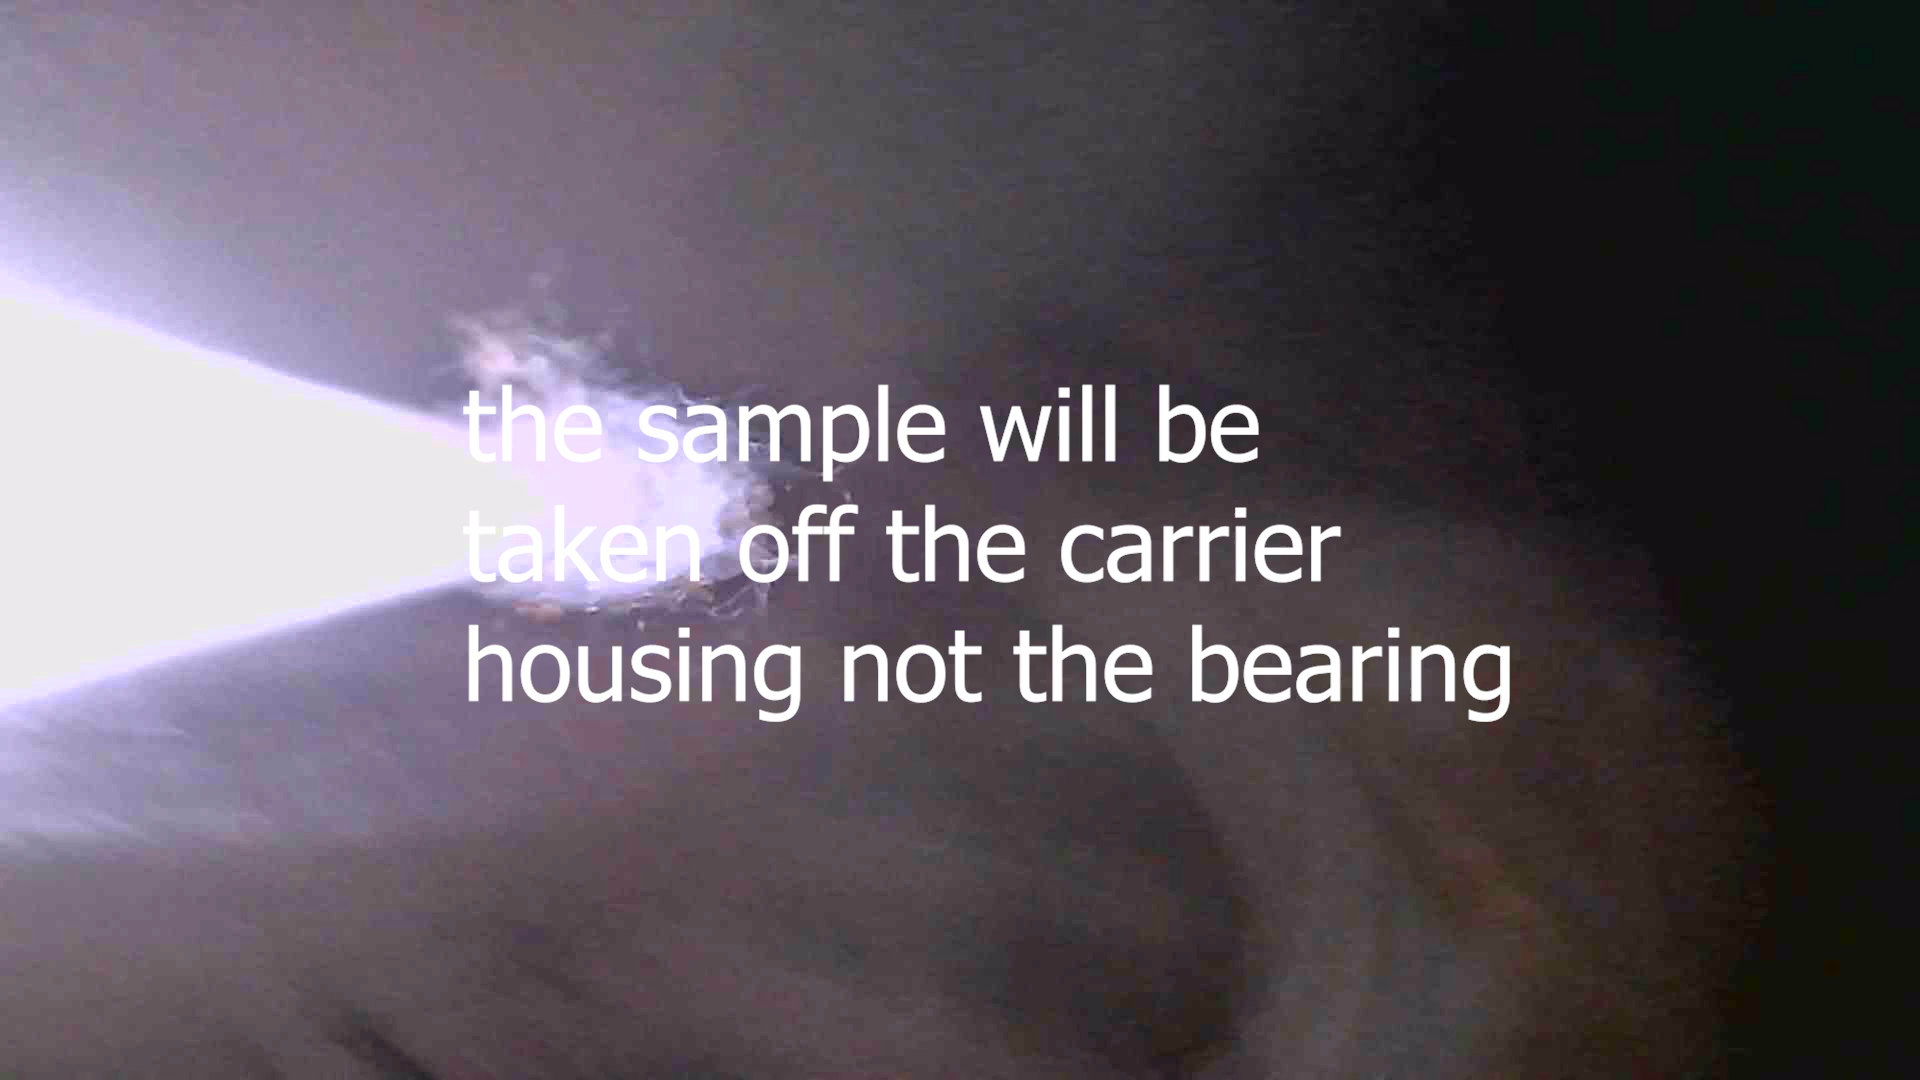 the sample will be
taken off the carrier
housing not the bearing